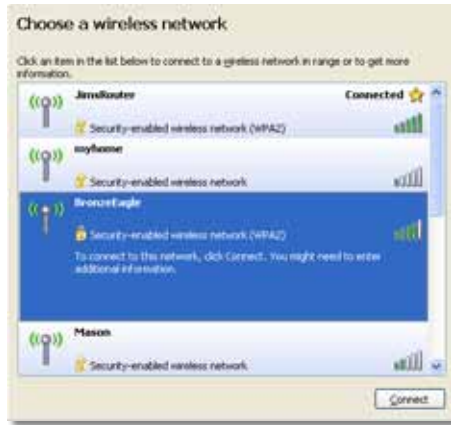 Choose a wireless network
Click an item in the list below to connect to a wireless network in range or to get more
information.
JimsRouter Connected
Security-enabled wireless network (WPA2)
myhome
Security-enabled wireless network
BronzeEagle
Security-enabled wireless network (WPA2)
To connect to this network, click Connect. You might need to enter
additional information.
Mason
Security-enabled wireless network
Connect